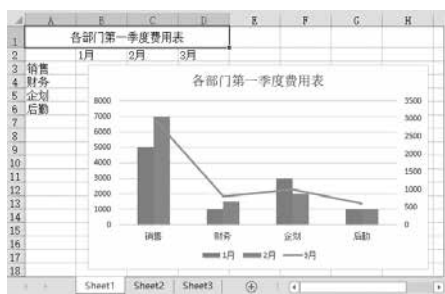 A B C D E F G H
1 各部门第一季度费用表
2 1月 2月 3月
3 销售
4 财务
5 企划
6 后勤
7
8
9
10
11
12
13
14
15
16
17
18
各部门第一季度费用表
8000 3500
7000 3000
6000 2500
5000 2000
4000 1500
3000 1000
2000 500
1000 0
0
销售 财务 企划 后勤
1月 2月 3月
Sheet1 Sheet2 Sheet3